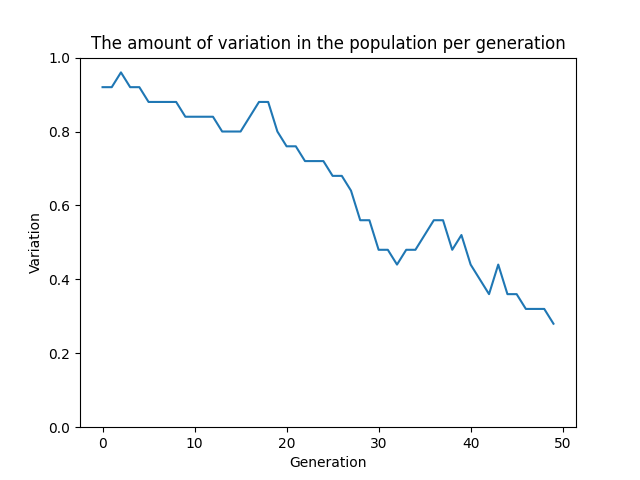 The amount of variation in the population per generation
1.0
0.8
0.6
0.4
0.2
0.0
Variation
0 10 20 30 40 50
Generation